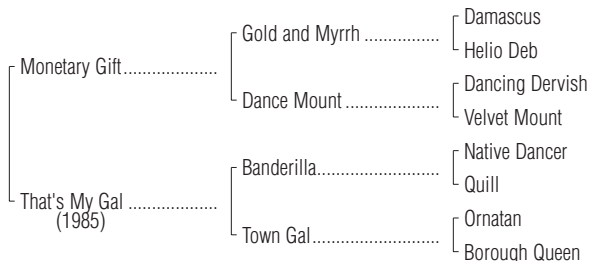 Damascus
Gold and Myrrh ................
Helio Deb
Monetary Gift....................
Dancing Dervish
Dance Mount ....................
Velvet Mount
Native Dancer
Banderilla..........................
Quill
That's My Gal ...................
(1985)
Ornatan
Town Gal...........................
Borough Queen